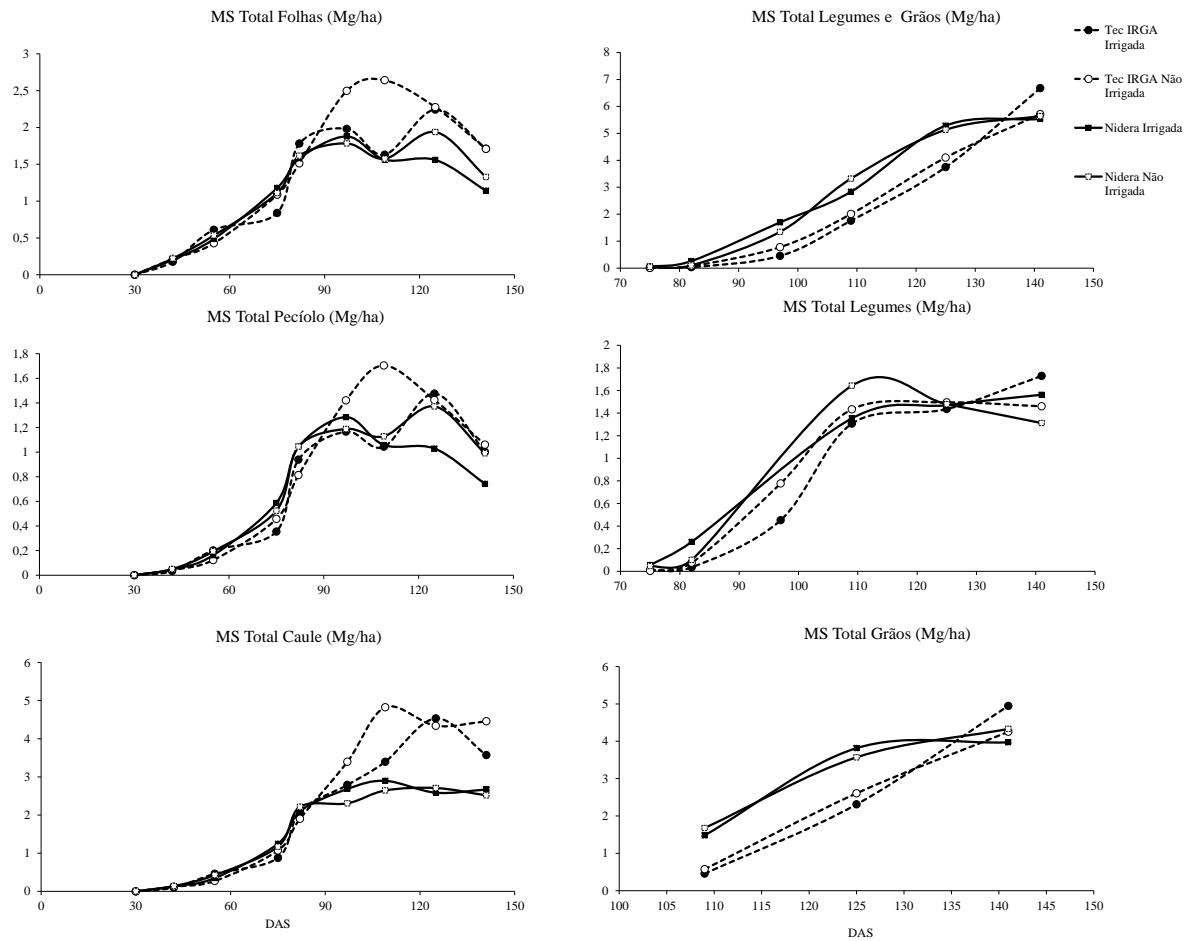 MS Total Folhas (Mg/ha)
3
2,5
2
1,5
1
0,5
0
0 30 60 90 120 150
MS Total Legumes e Grãos (Mg/ha)
8
7
6
5
4
3
2
1
0
70 80 90 100 110 120 130 140 150
Tec IRGA
Irrigada
Tec IRGA Não
Irrigada
Nidera Irrigada
Nidera Não
Irrigada
MS Total Pecíolo (Mg/ha)
1,8
1,6
1,4
1,2
1
0,8
0,6
0,4
0,2
0
0 30 60 90 120 150
MS Total Legumes (Mg/ha)
2
1,8
1,6
1,4
1,2
1
0,8
0,6
0,4
0,2
0
70 80 90 100 110 120 130 140 150
MS Total Caule (Mg/ha)
6
5
4
3
2
1
0
0 30 60 90 120 150
DAS
MS Total Grãos (Mg/ha)
6
5
4
3
2
1
0
100 105 110 115 120 125 130 135 140 145 150
DAS